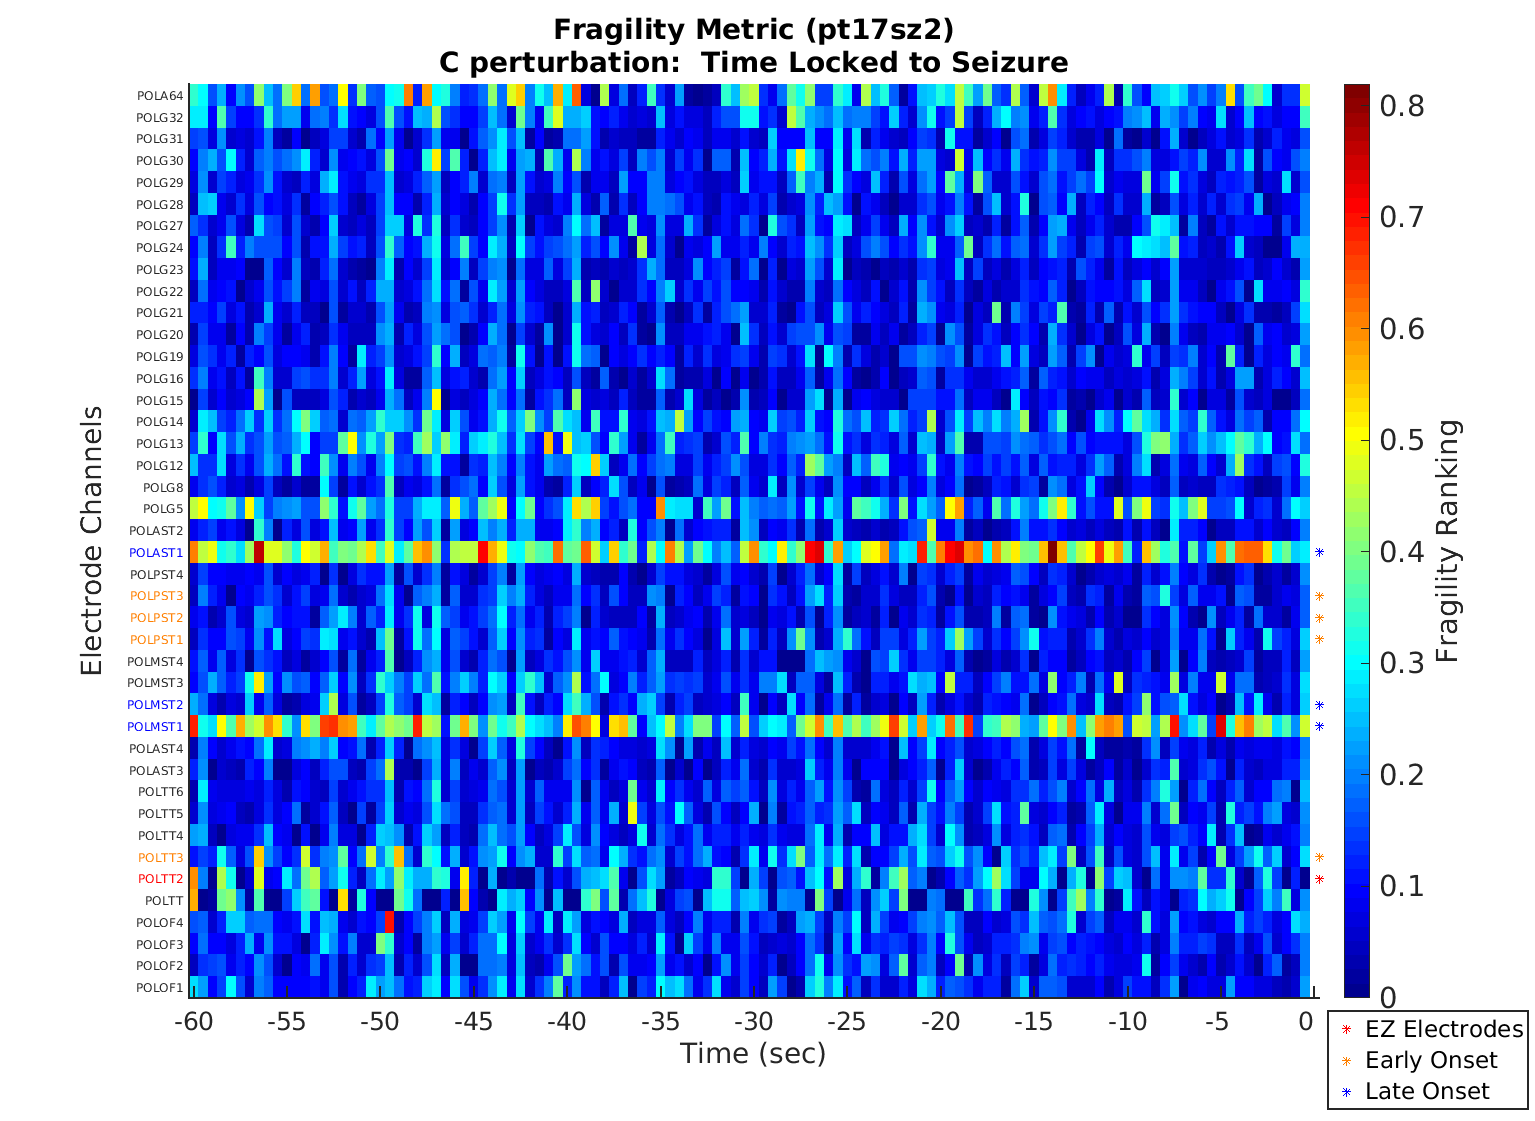 Fragility Metric (pt17sz2)
C perturbation:  Time Locked to Seizure
Electrode Channels
POLA64
POLG32
POLG31
POLG30
POLG29
POLG28
POLG27
POLG24
POLG23
POLG22
POLG21
POLG20
POLG19
POLG16
POLG15
POLG14
POLG13
POLG12
POLG8
POLG5
POLAST2
POLAST1
POLPST4
POLPST3
POLPST2
POLPST1
POLMST4
POLMST3
POLMST2
POLMST1
POLAST4
POLAST3
POLTT6
POLTT5
POLTT4
POLTT3
POLTT2
POLTT
POLOF4
POLOF3
POLOF2
POLOF1
-60 -55 -50 -45 -40 -35 -30 -25 -20 -15 -10 -5 0
Time (sec)
0.8
0.7
0.6
0.5
0.4
0.3
0.2
0.1
0
Fragility Ranking
EZ Electrodes
Early Onset
Late Onset